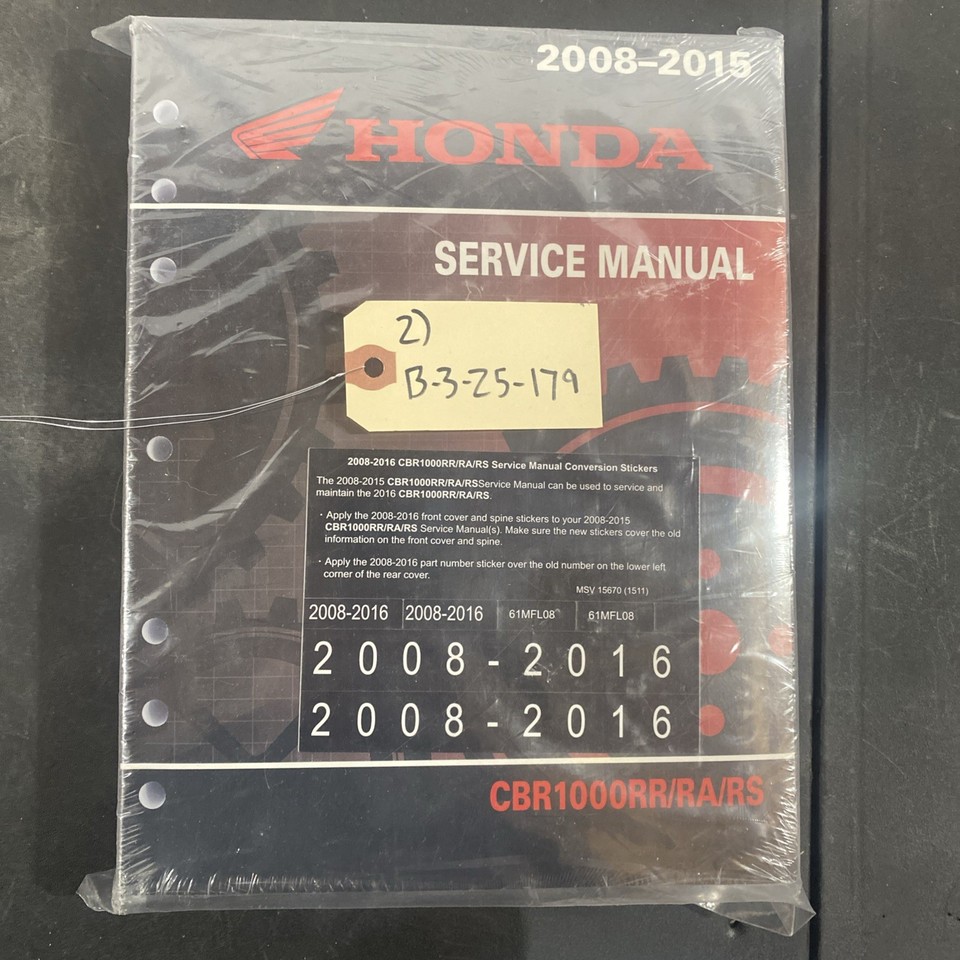 2008–2015
HONDA
SERVICE MANUAL
2)
B-3-25-179
2008-2016 CBR1000RR/RA/RS Service Manual Conversion Stickers
The 2008-2015 CBR1000RR/RA/RSService Manual can be used to service and
maintain the 2016 CBR1000RR/RA/RS.
· Apply the 2008-2016 front cover and spine stickers to your 2008-2015
CBR1000RR/RA/RS Service Manual(s). Make sure the new stickers cover the old
information on the front cover and spine.
· Apply the 2008-2016 part number sticker over the old number on the lower left
corner of the rear cover.
MSV 15670 (1511)
2008-2016 2008-2016 61MFL08 61MFL08
2008-2016
2008-2016
CBR1000RR/RA/RS